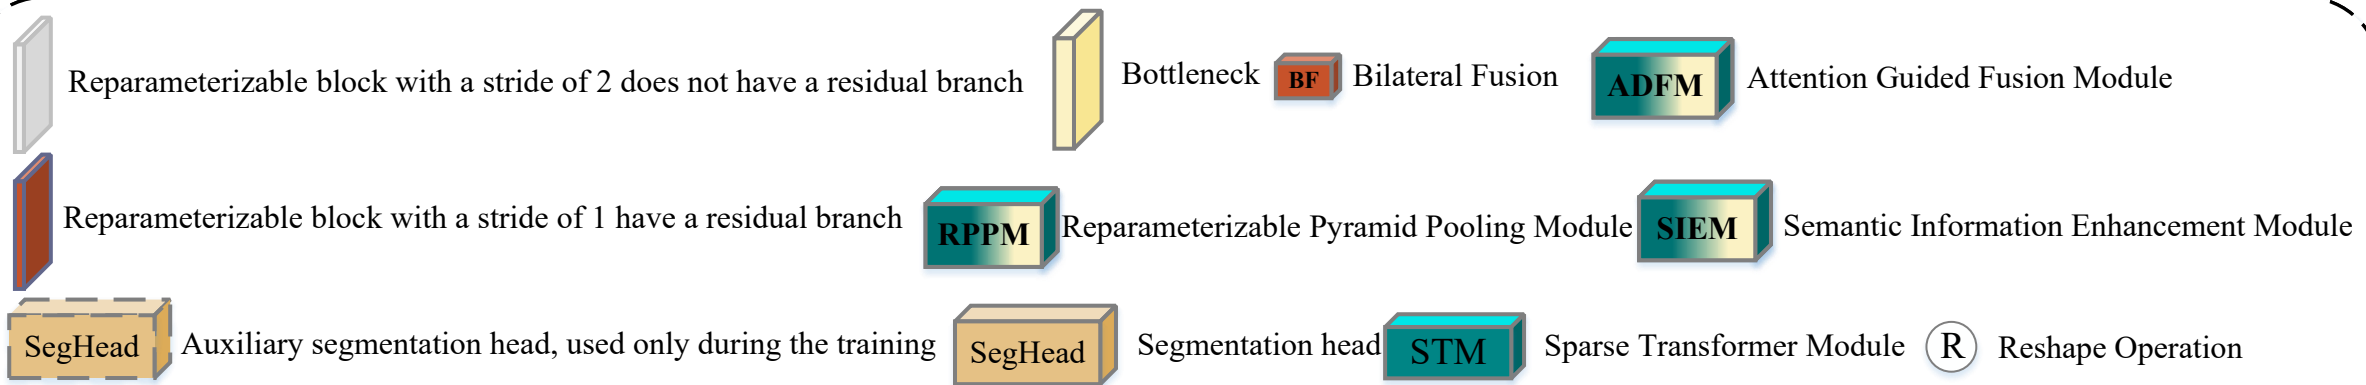 Reparameterizable block with a stride of 2 does not have a residual branch Bottleneck BF Bilateral Fusion ADFM Attention Guided Fusion Module
Reparameterizable block with a stride of 1 have a residual branch RPPM Reparameterizable Pyramid Pooling Module SIEM Semantic Information Enhancement Module
SegHead Auxiliary segmentation head, used only during the training SegHead Segmentation head STM Sparse Transformer Module R Reshape Operation